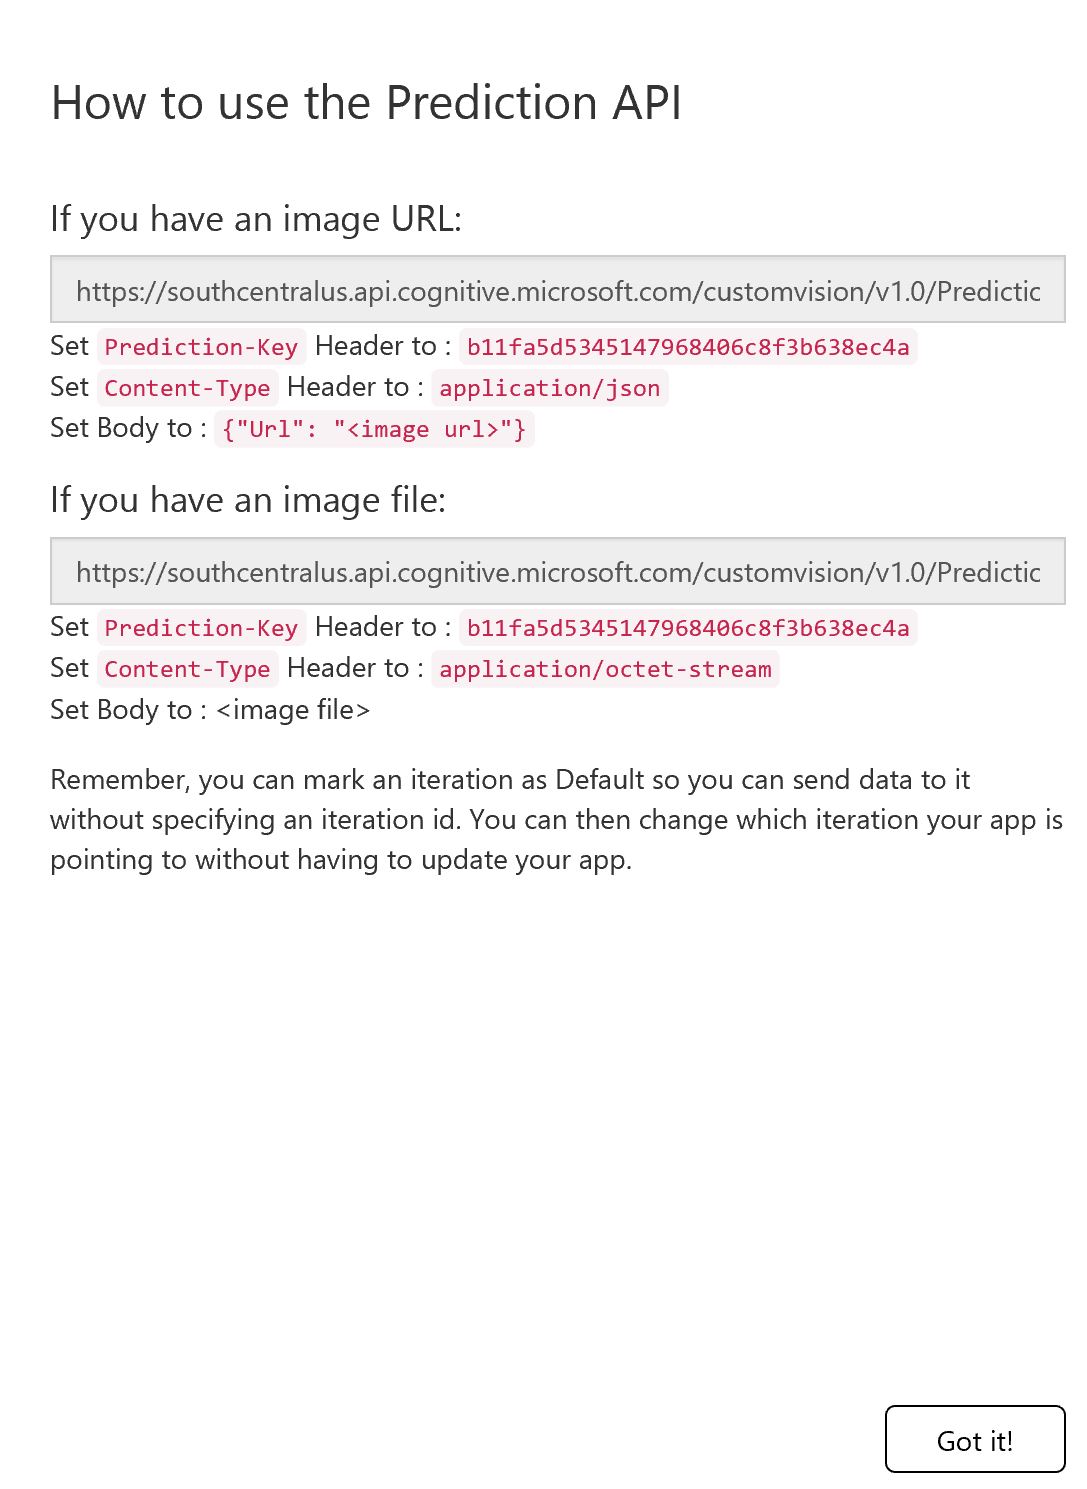 How to use the Prediction API
If you have an image URL:
https://southcentralus.api.cognitive.microsoft.com/customvision/v1.0/Predictic
Set Prediction-Key Header to : b11fa5d5345147968406c8f3b638ec4a
Set Content-Type Header to : application/json
Set Body to : {"Url": "<image url>"}
If you have an image file:
https://southcentralus.api.cognitive.microsoft.com/customvision/v1.0/Predictic
Set Prediction-Key Header to : b11fa5d5345147968406c8f3b638ec4a
Set Content-Type Header to : application/octet-stream
Set Body to : <image file>
Remember, you can mark an iteration as Default so you can send data to it
without specifying an iteration id. You can then change which iteration your app is
pointing to without having to update your app.
Got it!